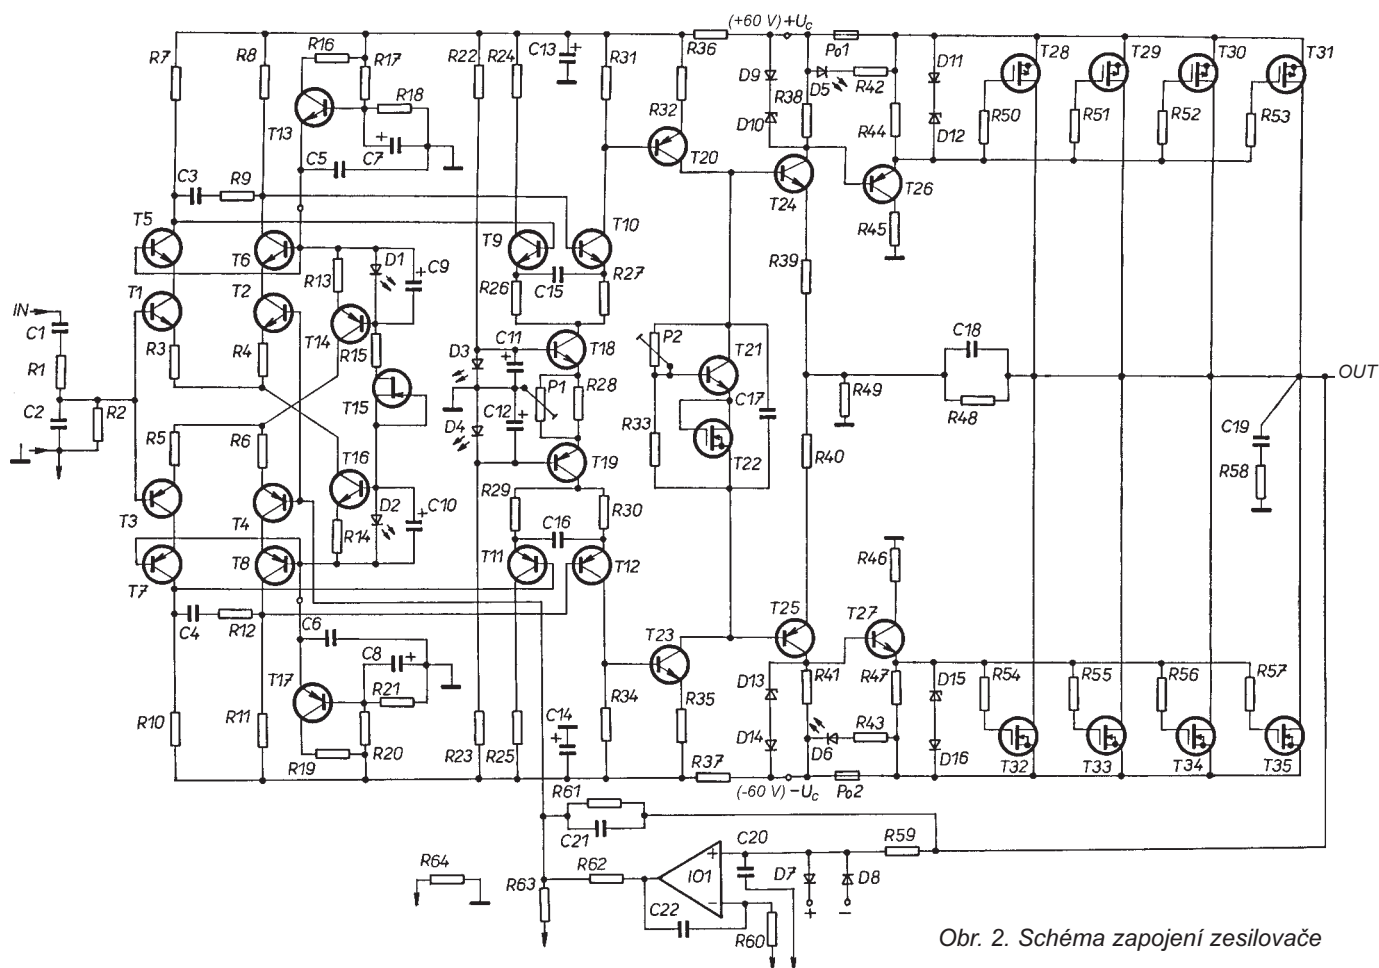 (+60 V) +Uc
R7
R8
R16
R17
R18
T13
C7
C5
R22
R24
C13
R31
R36
R32
T20
D9
D10
Po1
D5
R42
R38
R44
T24
T26
R45
D11
D12
T28
T29
T30
T31
R50
R51
R52
R53
C3
R9
T5
T6
T9
T10
D1
C9
R13
R26
C15
R27
R39
IN
C1
T1
T2
T14
R15
D3
C11
T18
P2
T21
C18
R1
R3
R4
T15
P1
R28
C17
R49
R48
OUT
C2
R2
R5
R6
T16
D4
C12
T19
R33
T22
R40
C19
R58
T3
T4
D2
C10
R14
R29
R30
T7
T8
T11
C16
T12
R46
C4
R12
C6
T23
T25
T27
C8
T17
R21
R35
D13
R41
R47
D15
R54
R55
R56
R57
R10
R11
R19
R20
R23
R25
C14
R34
R37
D14
D6
R43
D16
T32
T33
T34
T35
(-60 V) -Uc
Po2
R61
C21
R59
R64
R62
R63
IO1
+
−
C20
D7
D8
+
−
C22
R60
Obr. 2. Schéma zapojení zesilovače